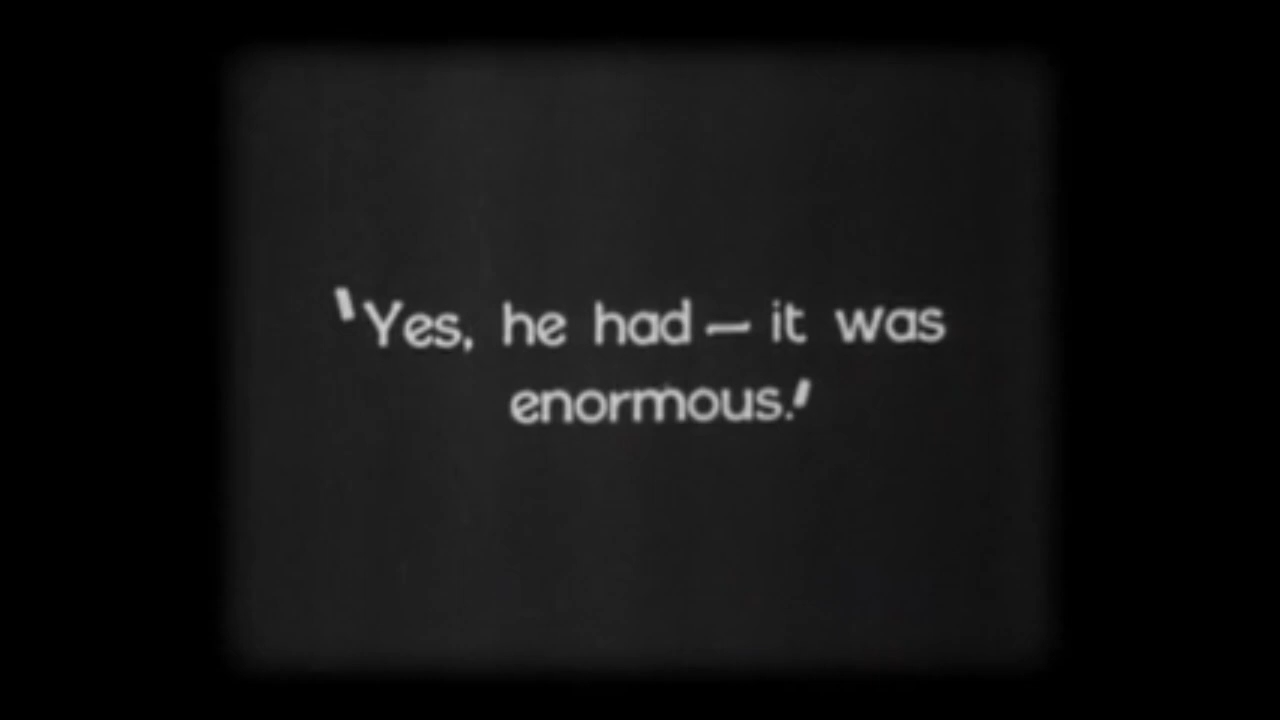 'Yes, he had — it was
enormous.'